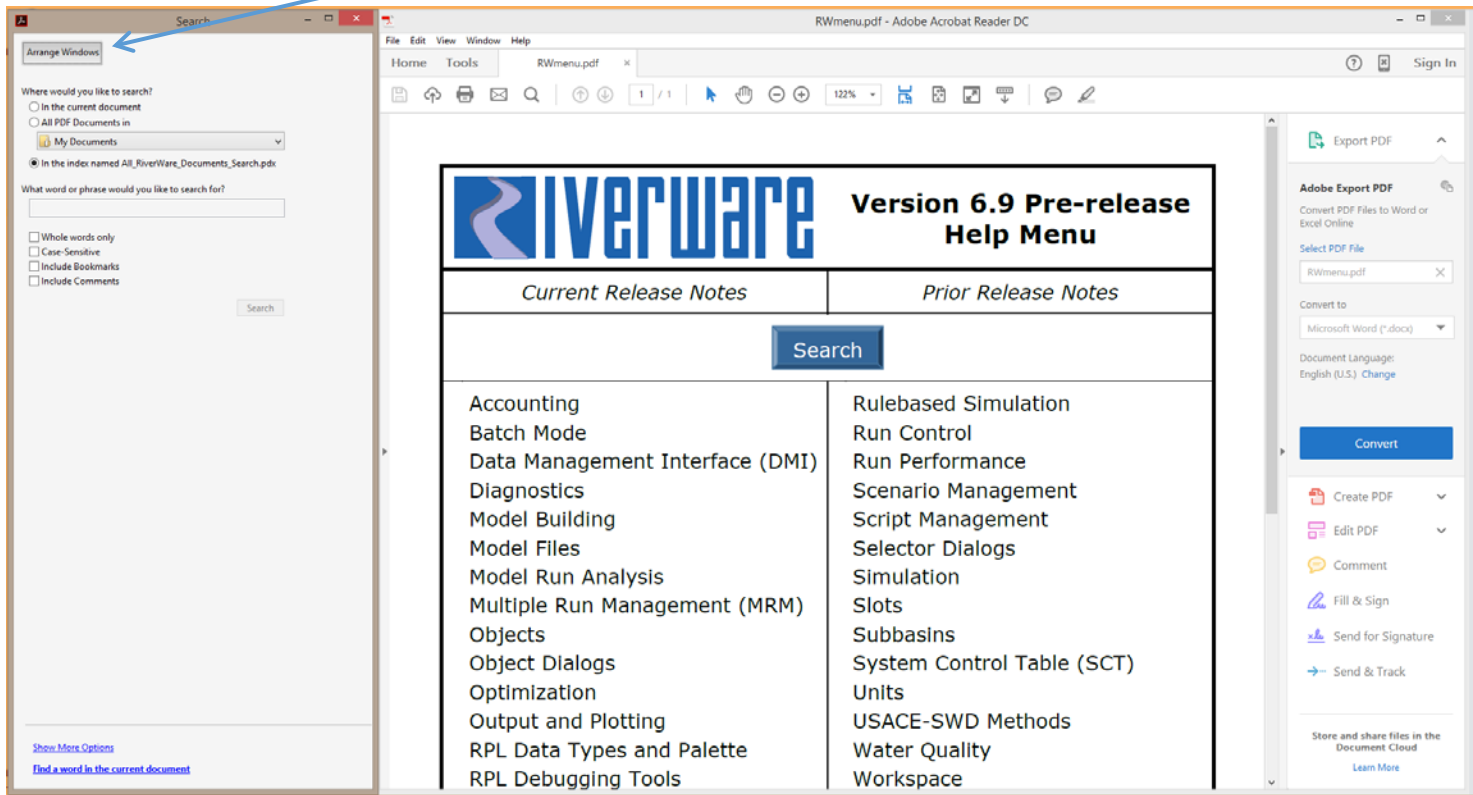 Search
Arrange Windows
Where would you like to search?
In the current document
All PDF Documents in
My Documents
In the index named All_RiverWare_Documents_Search.pdx
What word or phrase would you like to search for?
Whole words only
Case-Sensitive
Include Bookmarks
Include Comments
Search
Show More Options
Find a word in the current document
RWmenu.pdf - Adobe Acrobat Reader DC
File Edit View Window Help
Home Tools RWmenu.pdf × Sign In
1 / 1 122%
RIVERWARE
Version 6.9 Pre-release
Help Menu
Current Release Notes
Prior Release Notes
Search
Accounting
Batch Mode
Data Management Interface (DMI)
Diagnostics
Model Building
Model Files
Model Run Analysis
Multiple Run Management (MRM)
Objects
Object Dialogs
Optimization
Output and Plotting
RPL Data Types and Palette
RPL Debugging Tools
Rulebased Simulation
Run Control
Run Performance
Scenario Management
Script Management
Selector Dialogs
Simulation
Slots
Subbasins
System Control Table (SCT)
Units
USACE-SWD Methods
Water Quality
Workspace
Export PDF
Adobe Export PDF
Convert PDF Files to Word or
Excel Online
Select PDF File
RWmenu.pdf
Convert to
Microsoft Word (*.docx)
Document Language:
English (U.S.) Change
Convert
Create PDF
Edit PDF
Comment
Fill & Sign
Send for Signature
Send & Track
Store and share files in the
Document Cloud
Learn More